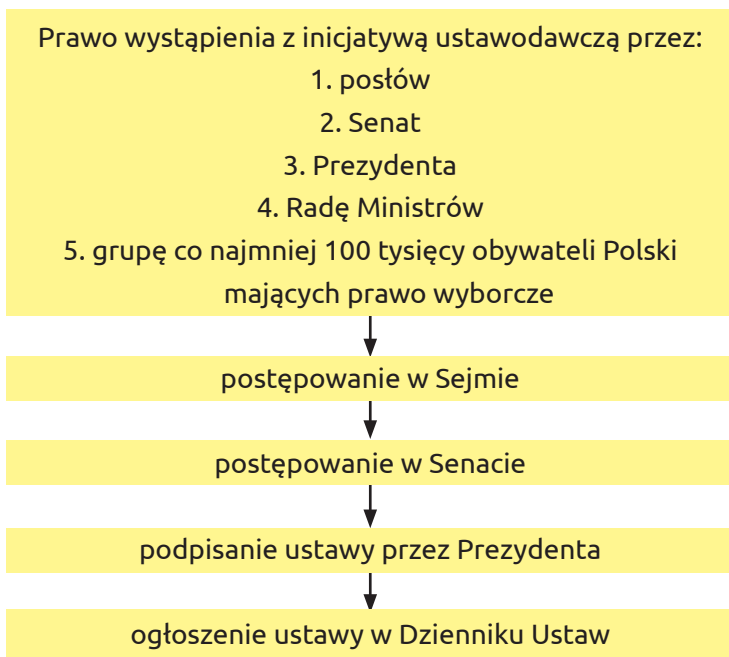 Prawo wystąpienia z inicjatywą ustawodawczą przez:
1. posłów
2. Senat
3. Prezydenta
4. Radę Ministrów
5. grupę co najmniej 100 tysięcy obywateli Polski
mających prawo wyborcze
postępowanie w Sejmie
postępowanie w Senacie
podpisanie ustawy przez Prezydenta
ogłoszenie ustawy w Dzienniku Ustaw